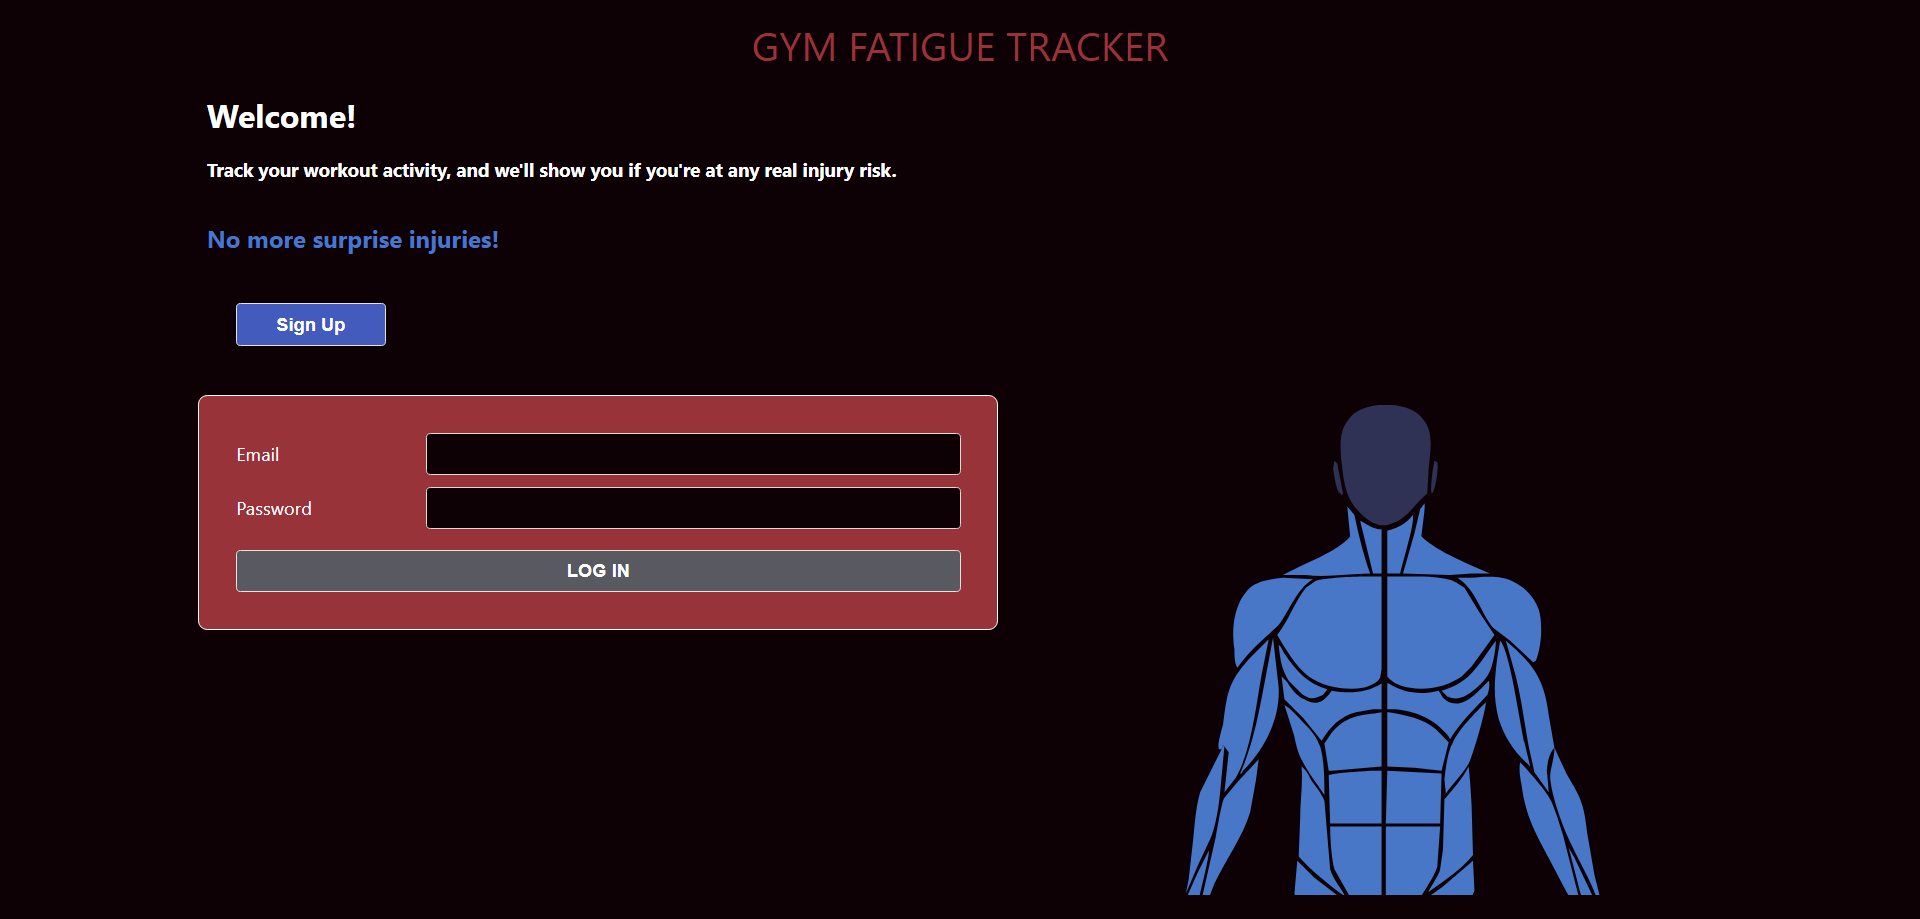 GYM FATIGUE TRACKER
Welcome!
Track your workout activity, and we'll show you if you're at any real injury risk.
No more surprise injuries!
Sign Up
Email
Password
LOG IN